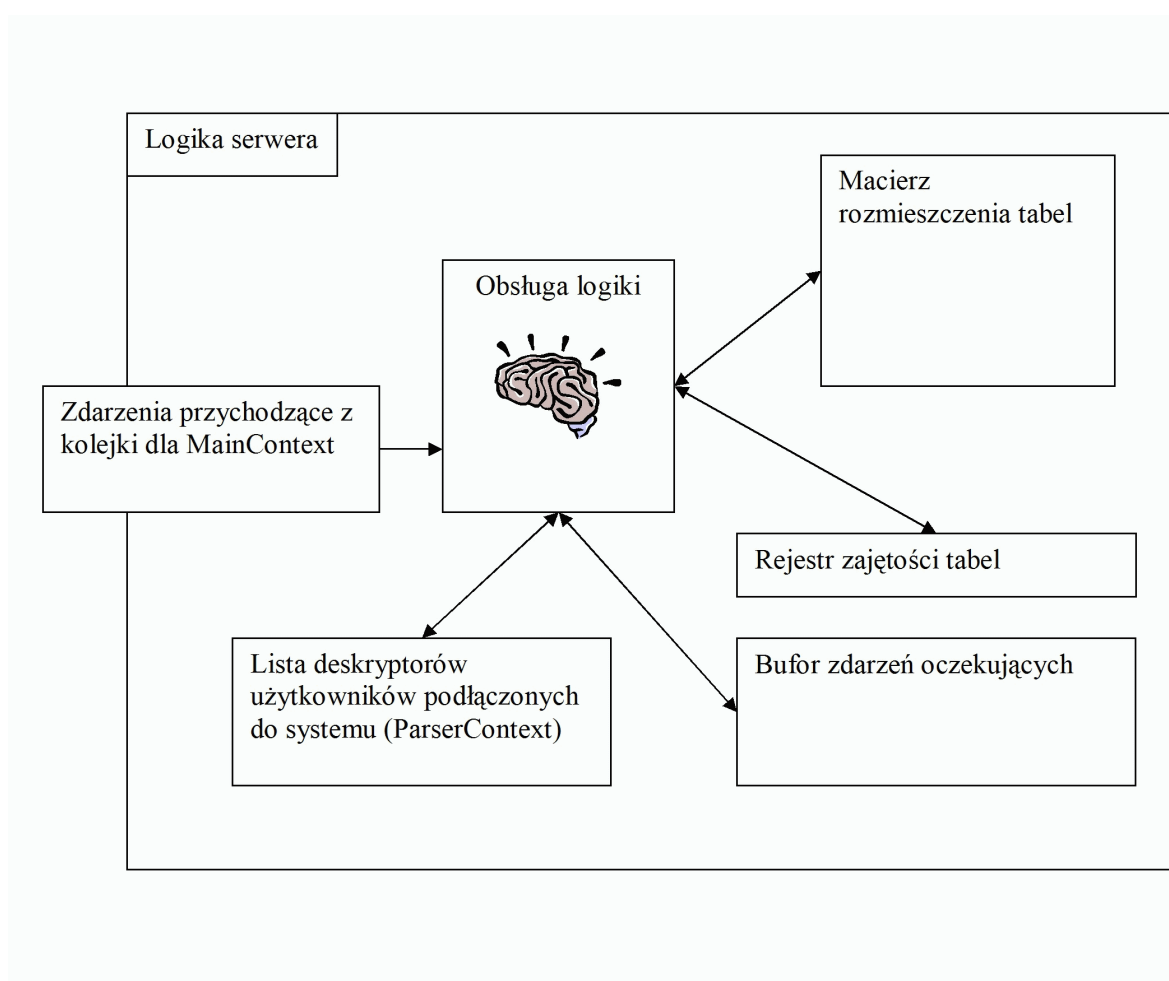 Logika serwera
Macierz
rozmieszczenia tabel
Obsługa logiki
Zdarzenia przychodzące z
kolejki dla MainContext
Rejestr zajętości tabel
Lista deskryptorów
użytkowników podłączonych
do systemu (ParserContext)
Bufor zdarzeń oczekujących